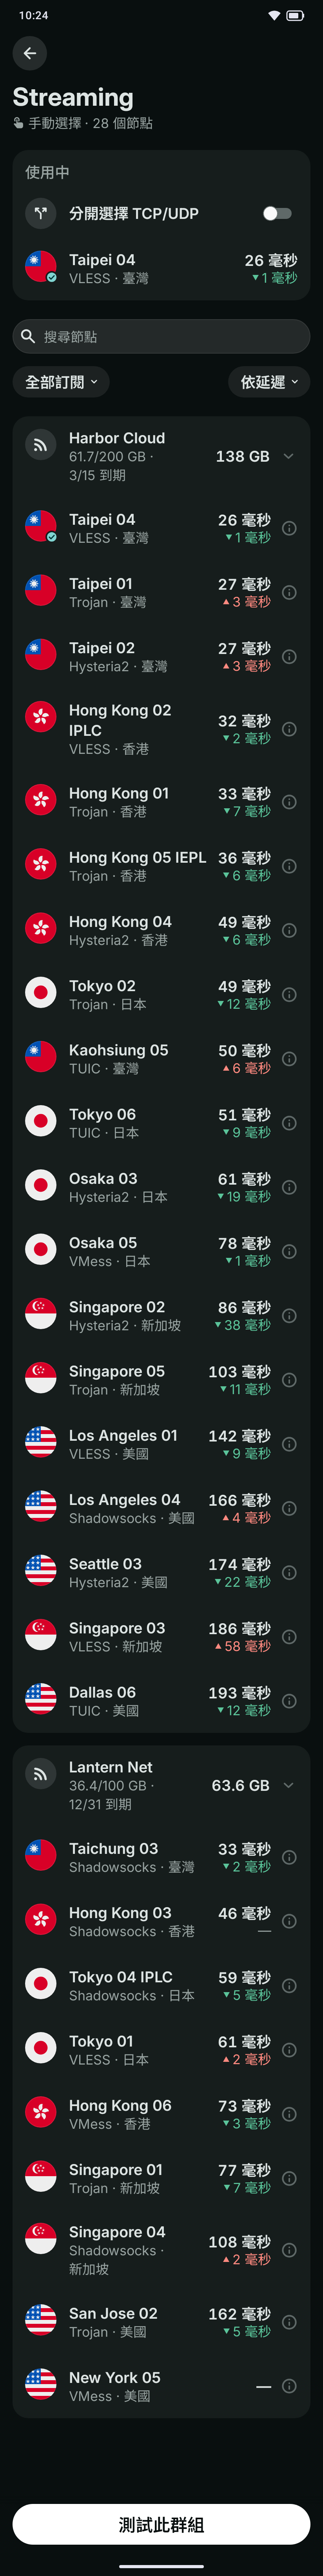 10:24
Streaming
手動選擇 · 28 個節點
使用中
分開選擇 TCP/UDP
Taipei 04
26 毫秒
VLESS · 臺灣
▼1 毫秒
搜尋節點
全部訂閱
依延遲
Harbor Cloud
61.7/200 GB ·
3/15 到期
138 GB
Taipei 04
26 毫秒
VLESS · 臺灣
▼1 毫秒
Taipei 01
27 毫秒
Trojan · 臺灣
▲3 毫秒
Taipei 02
27 毫秒
Hysteria2 · 臺灣
▲3 毫秒
Hong Kong 02
IPLC
32 毫秒
VLESS · 香港
▼2 毫秒
Hong Kong 01
33 毫秒
Trojan · 香港
▼7 毫秒
Hong Kong 05 IEPL
36 毫秒
Trojan · 香港
▼6 毫秒
Hong Kong 04
49 毫秒
Hysteria2 · 香港
▼6 毫秒
Tokyo 02
49 毫秒
Trojan · 日本
▼12 毫秒
Kaohsiung 05
50 毫秒
TUIC · 臺灣
▲6 毫秒
Tokyo 06
51 毫秒
TUIC · 日本
▼9 毫秒
Osaka 03
61 毫秒
Hysteria2 · 日本
▼19 毫秒
Osaka 05
78 毫秒
VMess · 日本
▼1 毫秒
Singapore 02
86 毫秒
Hysteria2 · 新加坡
▼38 毫秒
Singapore 05
103 毫秒
Trojan · 新加坡
▼11 毫秒
Los Angeles 01
142 毫秒
VLESS · 美國
▼9 毫秒
Los Angeles 04
166 毫秒
Shadowsocks · 美國
▲4 毫秒
Seattle 03
174 毫秒
Hysteria2 · 美國
▼22 毫秒
Singapore 03
186 毫秒
VLESS · 新加坡
▲58 毫秒
Dallas 06
193 毫秒
TUIC · 美國
▼12 毫秒
Lantern Net
36.4/100 GB ·
12/31 到期
63.6 GB
Taichung 03
33 毫秒
Shadowsocks · 臺灣
▼2 毫秒
Hong Kong 03
46 毫秒
Shadowsocks · 香港
—
Tokyo 04 IPLC
59 毫秒
Shadowsocks · 日本
▼5 毫秒
Tokyo 01
61 毫秒
VLESS · 日本
▲2 毫秒
Hong Kong 06
73 毫秒
VMess · 香港
▼3 毫秒
Singapore 01
77 毫秒
Trojan · 新加坡
▼7 毫秒
Singapore 04
108 毫秒
Shadowsocks ·
新加坡
▲2 毫秒
San Jose 02
162 毫秒
Trojan · 美國
▼5 毫秒
New York 05
—
VMess · 美國
測試此群組